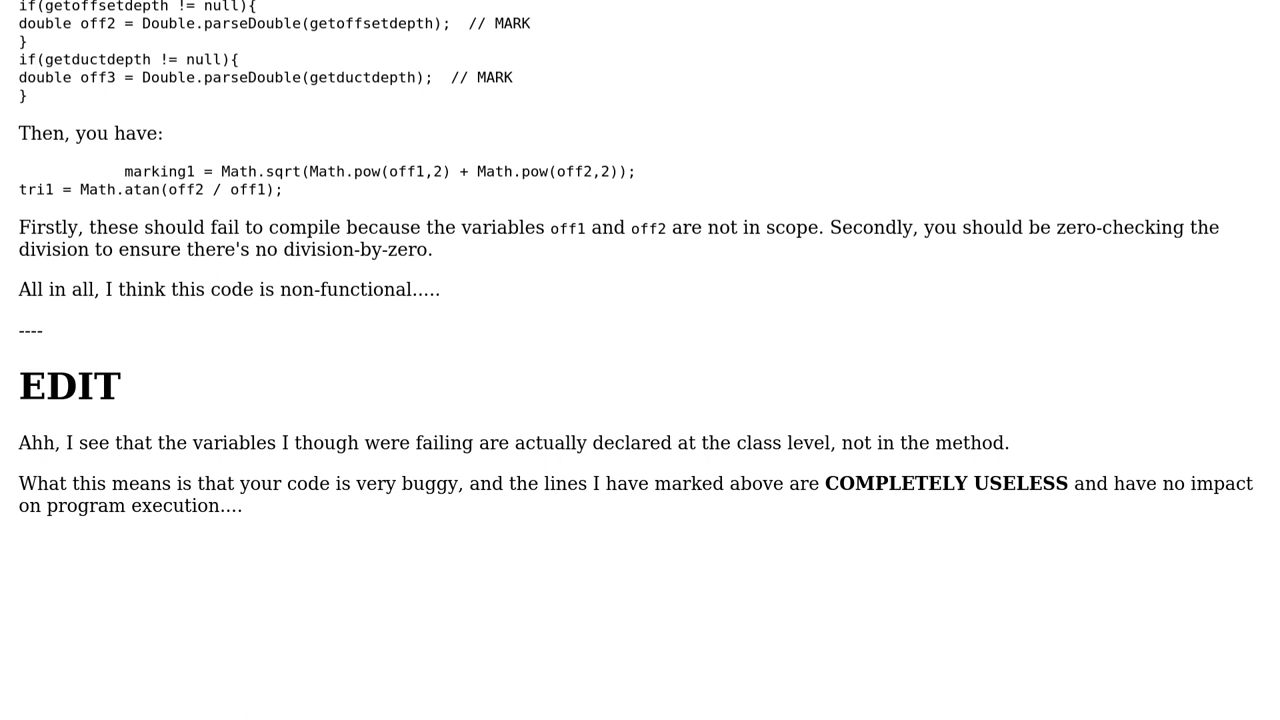 if(getoffsetdepth != null){
double off2 = Double.parseDouble(getoffsetdepth);  // MARK
}
if(getductdepth != null){
double off3 = Double.parseDouble(getductdepth);  // MARK
}
Then, you have:
marking1 = Math.sqrt(Math.pow(off1,2) + Math.pow(off2,2));
tri1 = Math.atan(off2 / off1);
Firstly, these should fail to compile because the variables off1 and off2 are not in scope. Secondly, you should be zero-checking the
division to ensure there's no division-by-zero.
All in all, I think this code is non-functional.....
----
EDIT
Ahh, I see that the variables I though were failing are actually declared at the class level, not in the method.
What this means is that your code is very buggy, and the lines I have marked above are COMPLETELY USELESS and have no impact
on program execution....